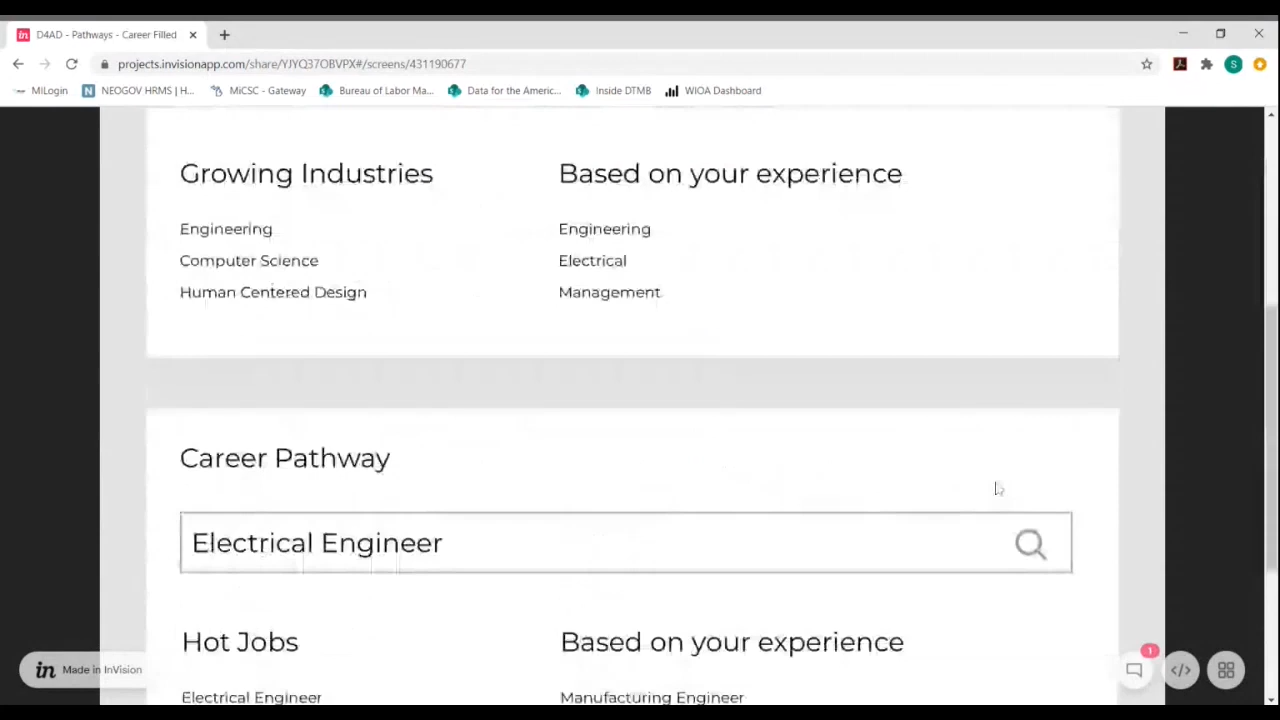 D4AD - Pathways - Career Filled
projects.invisionapp.com/share/YJYQ37OBVPX#/screens/431190677
S
MILogin NEOGOV HRMS | H... MiCSC - Gateway Bureau of Labor Ma... Data for the Americ... Inside DTMB WIOA Dashboard
Growing Industries
Engineering
Computer Science
Human Centered Design
Based on your experience
Engineering
Electrical
Management
Career Pathway
Electrical Engineer
Hot Jobs
Electrical Engineer
Based on your experience
Manufacturing Engineer
in Made in InVision
1